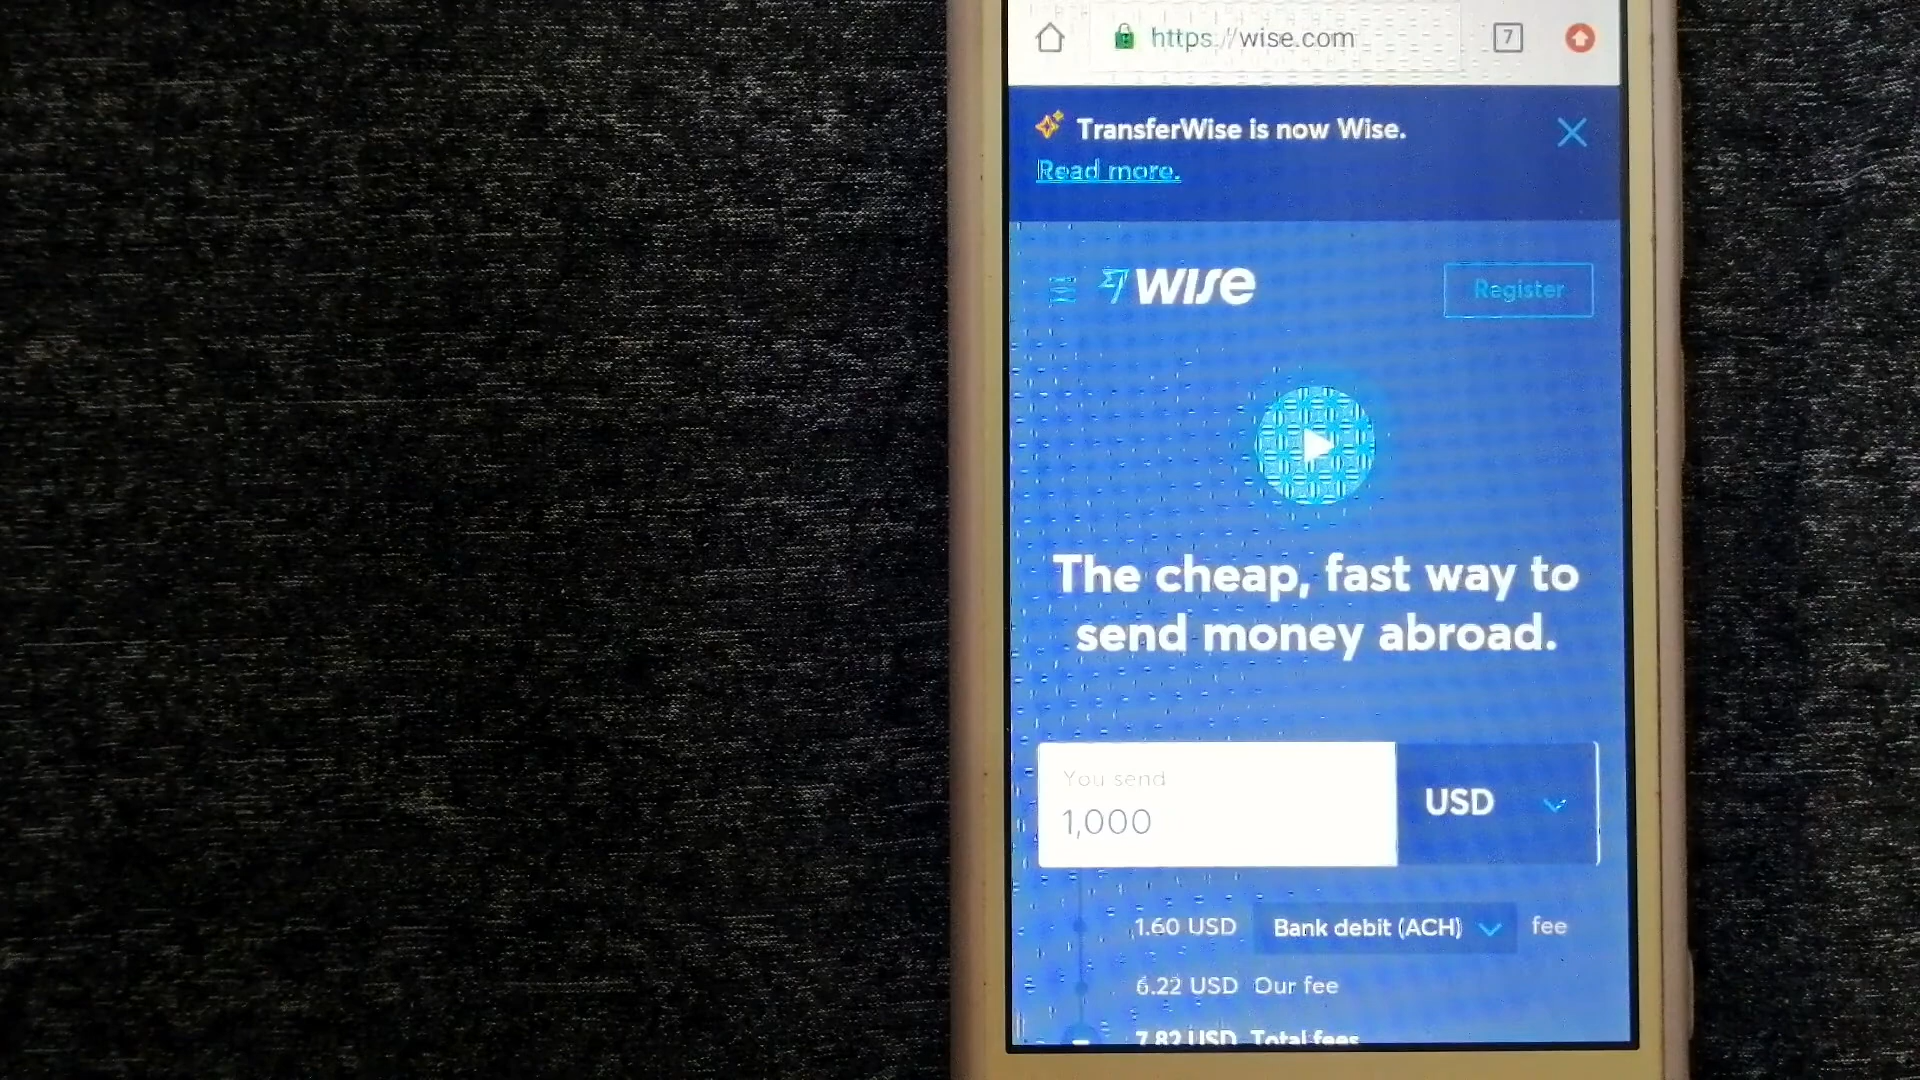 https://wise.com
7
TransferWise is now Wise.
Read more.
wise
Register
The cheap, fast way to
send money abroad.
You send
1,000
USD
1.60 USD Bank debit (ACH) fee
6.22 USD Our fee
7.82 USD Total fees